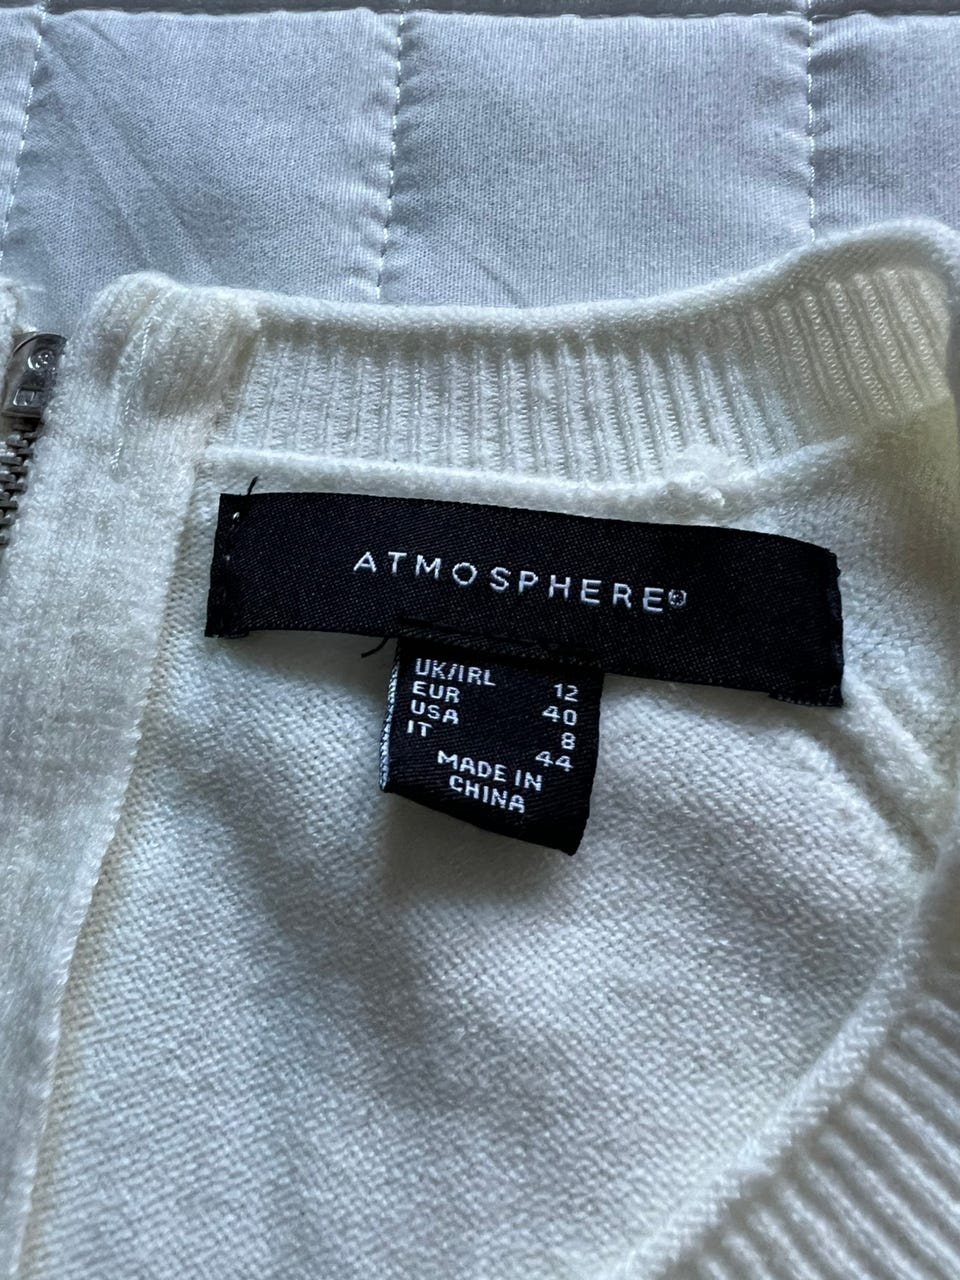 ATMOSPHERE®
UK/IRL 12
EUR 40
USA 8
IT 44
MADE IN
CHINA